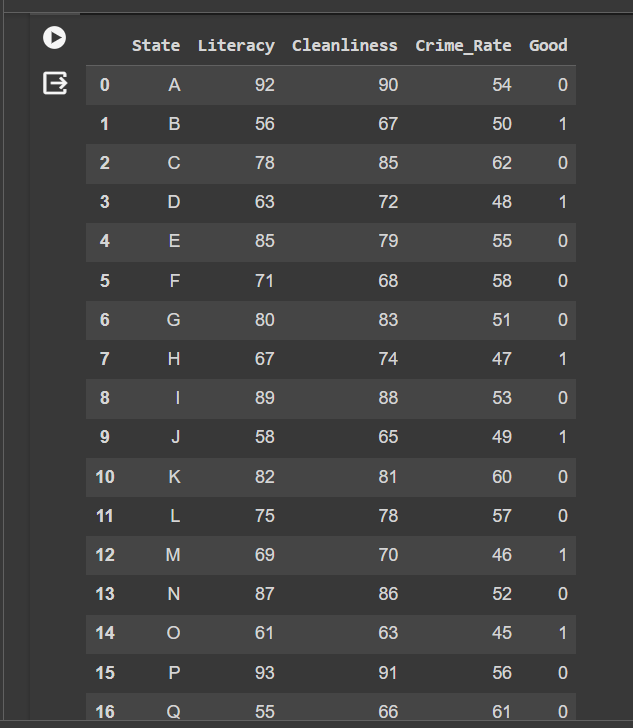 State Literacy Cleanliness Crime_Rate Good
0 A 92 90 54 0
1 B 56 67 50 1
2 C 78 85 62 0
3 D 63 72 48 1
4 E 85 79 55 0
5 F 71 68 58 0
6 G 80 83 51 0
7 H 67 74 47 1
8 I 89 88 53 0
9 J 58 65 49 1
10 K 82 81 60 0
11 L 75 78 57 0
12 M 69 70 46 1
13 N 87 86 52 0
14 O 61 63 45 1
15 P 93 91 56 0
16 Q 55 66 61 0